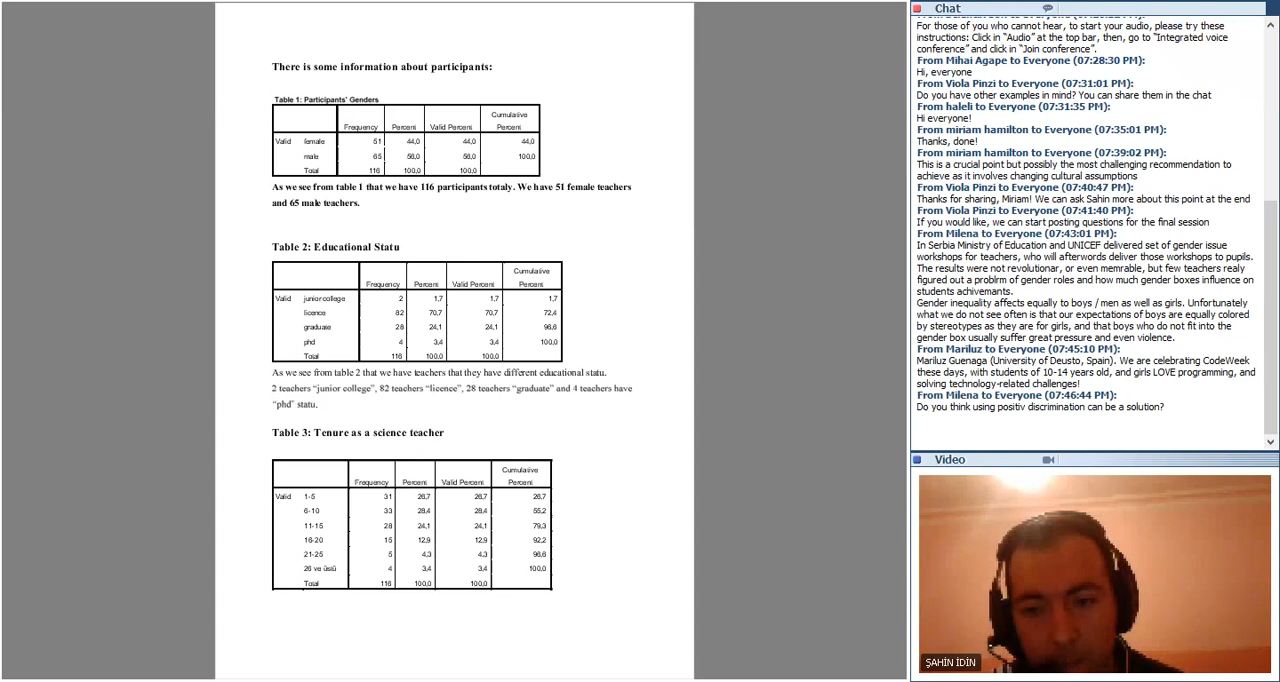 There is some information about participants:
Table 1: Participants' Genders
Frequency Percent Valid Percent Cumulative Percent
Valid female 51 44,0 44,0 44,0
male 65 56,0 56,0 100,0
Total 116 100,0 100,0
As we see from table 1 that we have 116 participants totaly. We have 51 female teachers
and 65 male teachers.
Table 2: Educational Statu
Frequency Percent Valid Percent Cumulative Percent
Valid junior college 2 1,7 1,7 1,7
licence 82 70,7 70,7 72,4
graduate 28 24,1 24,1 96,6
phd 4 3,4 3,4 100,0
Total 116 100,0 100,0
As we see from table 2 that we have teachers that they have different educational statu.
2 teachers “junior college”, 82 teachers “licence”, 28 teachers “graduate” and 4 teachers have
“phd” statu.
Table 3: Tenure as a science teacher
Frequency Percent Valid Percent Cumulative Percent
Valid 1-5 31 26,7 26,7 26,7
6-10 33 28,4 28,4 55,2
11-15 28 24,1 24,1 79,3
16-20 15 12,9 12,9 92,2
21-25 5 4,3 4,3 96,6
26 ve üstü 4 3,4 3,4 100,0
Total 116 100,0 100,0
Chat
For those of you who cannot hear, to start your audio, please try these
instructions: Click in “Audio” at the top bar, then, go to “Integrated voice
conference” and click in “Join conference”.
From Mihai Agape to Everyone (07:28:30 PM):
Hi, everyone
From Viola Pinzi to Everyone (07:31:01 PM):
Do you have other examples in mind? You can share them in the chat
From haleli to Everyone (07:31:35 PM):
Hi everyone!
From miriam hamilton to Everyone (07:35:01 PM):
Thanks, done!
From miriam hamilton to Everyone (07:39:02 PM):
This is a crucial point but possibly the most challenging recommendation to
achieve as it involves changing cultural assumptions
From Viola Pinzi to Everyone (07:40:47 PM):
Thanks for sharing, Miriam! We can ask Sahin more about this point at the end
From Viola Pinzi to Everyone (07:41:40 PM):
If you would like, we can start posting questions for the final session
From Milena to Everyone (07:43:01 PM):
In Serbia Ministry of Education and UNICEF delivered set of gender issue
workshops for teachers, who will afterwords deliver those workshops to pupils.
The results were not revolutionar, or even memrable, but few teachers realy
figured out a problrm of gender roles and how much gender boxes influence on
students achivemants.
Gender inequality affects equally to boys / men as well as girls. Unfortunately
what we do not see often is that our expectations of boys are equally colored
by stereotypes as they are for girls, and that boys who do not fit into the
gender box usually suffer great pressure and even violence.
From Mariluz to Everyone (07:45:10 PM):
Mariluz Guenaga (University of Deusto, Spain). We are celebrating CodeWeek
these days, with students of 10-14 years old, and girls LOVE programming, and
solving technology-related challenges!
From Milena to Everyone (07:46:44 PM):
Do you think using positiv discrimination can be a solution?
Video
ŞAHİN İDİN